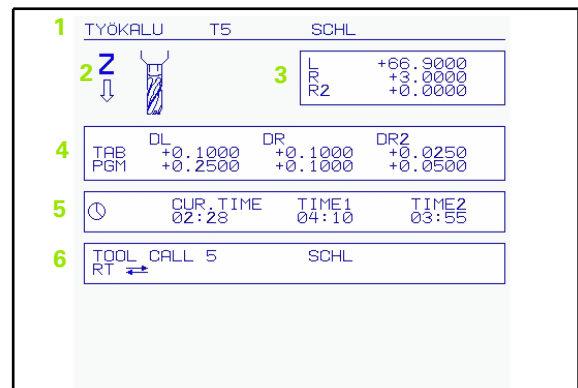 1 TYÖKALU T5 SCHL
2 Z
3 L +66.9000
R +3.0000
R2 +0.0000
4 DL DR DR2
TAB +0.1000 +0.1000 +0.0250
PGM +0.2500 +0.1000 +0.0500
5 CUR.TIME TIME1 TIME2
02:28 04:10 03:55
6 TOOL CALL 5 SCHL
RT